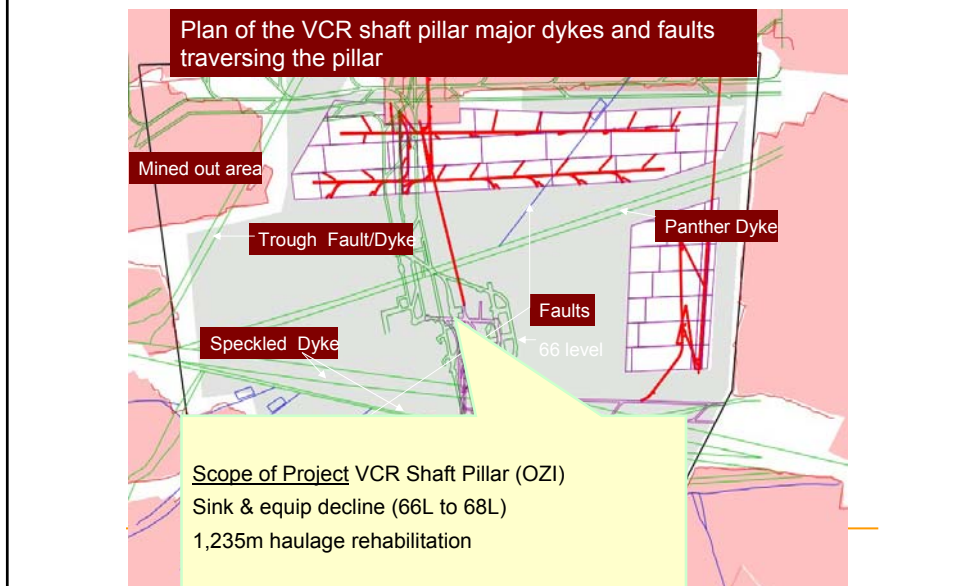 Plan of the VCR shaft pillar major dykes and faults
traversing the pillar
Mined out area
Trough Fault/Dyke
Panther Dyke
Faults
66 level
Speckled Dyke
Scope of Project VCR Shaft Pillar (OZI)
Sink & equip decline (66L to 68L)
1,235m haulage rehabilitation